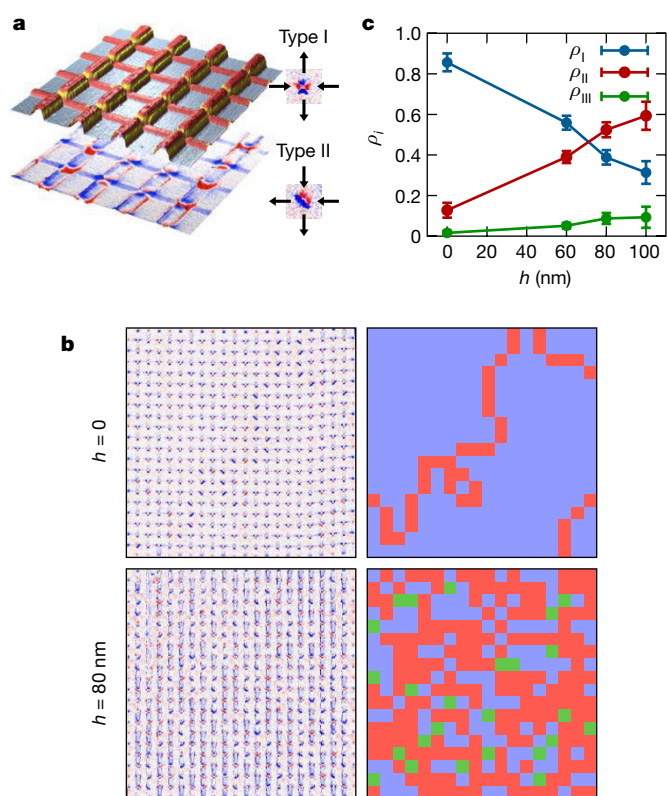 a
Type I
Type II
c
1.0
0.8
0.6
0.4
0.2
0
ρi
ρI
ρII
ρIII
0 20 40 60 80 100
h (nm)
b
h = 0
h = 80 nm